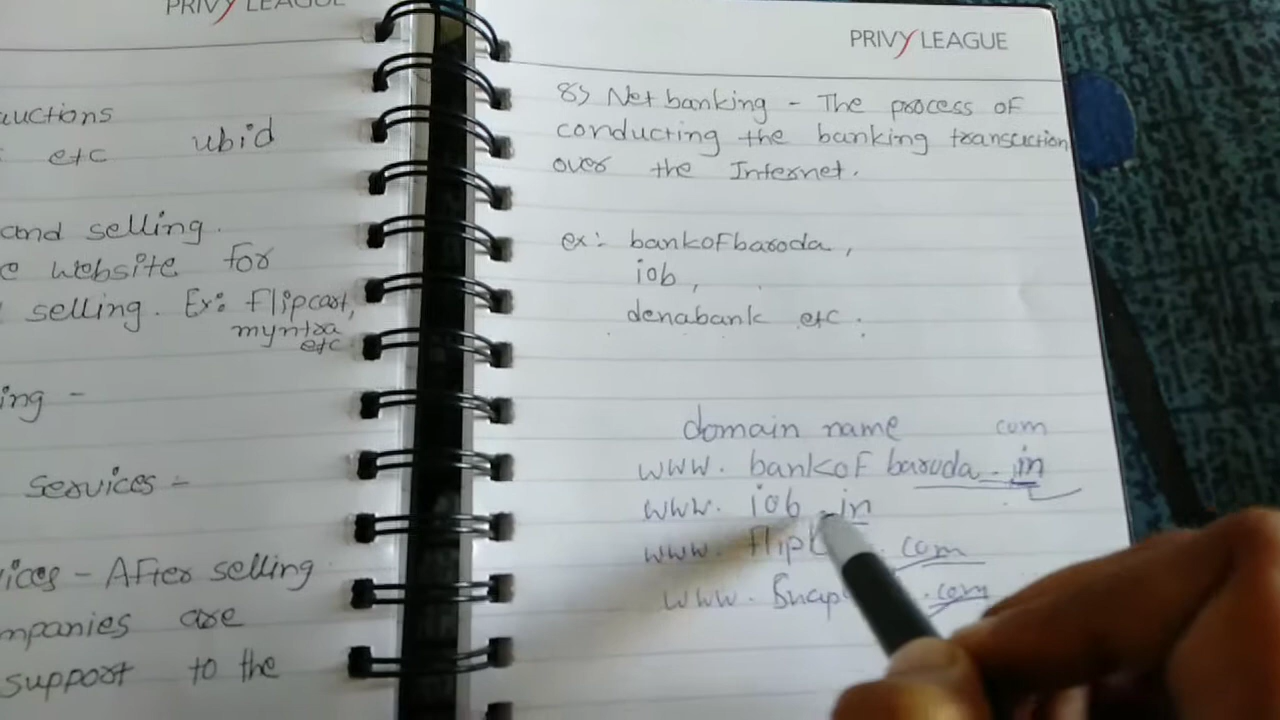 PRIVY LEAGUE
auctions
etc ubid
and selling.
website for
selling. Ex: Flipcart,
myntra
etc
ing -
Services -
ices - After selling
mpanies are
support to the
PRIVY LEAGUE
8) Net banking - The process of
conducting the banking transaction
over the Internet.
ex: bankofbaroda,
iob,
denabank etc.
domain name com
www. bankof baroda. in
www. iob .in
www. .com
www. .com